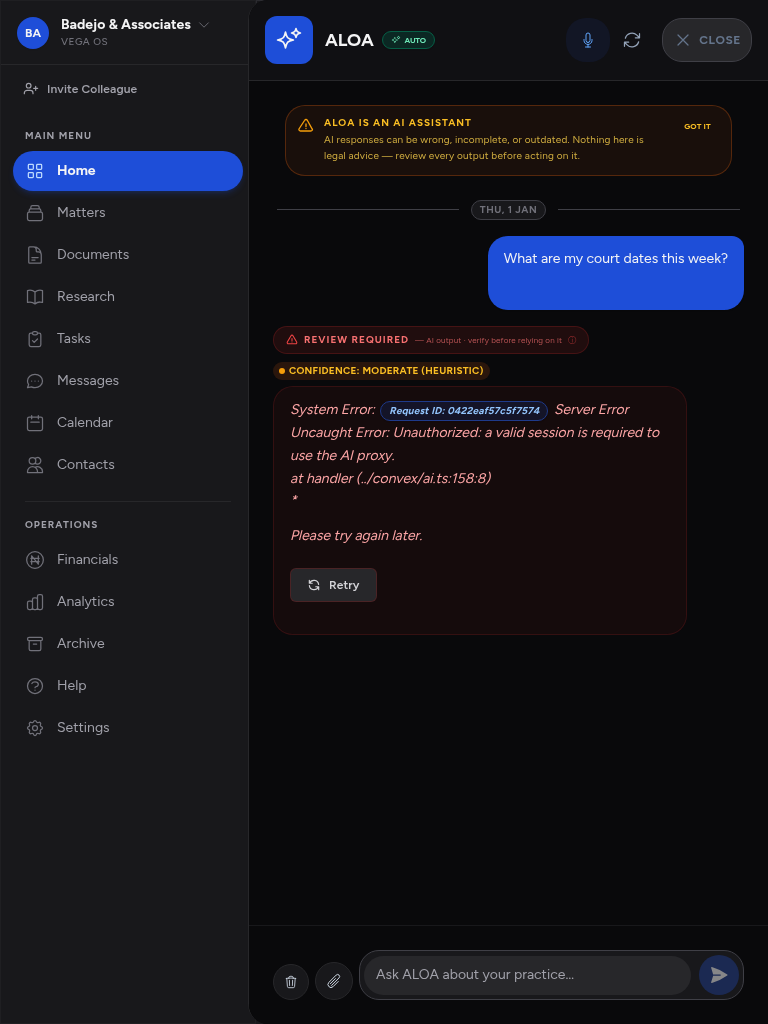 BA
Badejo & Associates
VEGA OS
Invite Colleague
MAIN MENU
Home
Matters
Documents
Research
Tasks
Messages
Calendar
Contacts
OPERATIONS
Financials
Analytics
Archive
Help
Settings
ALOA
AUTO
CLOSE
ALOA IS AN AI ASSISTANT
AI responses can be wrong, incomplete, or outdated. Nothing here is
legal advice — review every output before acting on it.
GOT IT
THU, 1 JAN
What are my court dates this week?
REVIEW REQUIRED — AI output · verify before relying on it
CONFIDENCE: MODERATE (HEURISTIC)
System Error: Request ID: 0422eaf57c5f7574 Server Error
Uncaught Error: Unauthorized: a valid session is required to
use the AI proxy.
at handler (../convex/ai.ts:158:8)
*
Please try again later.
Retry
Ask ALOA about your practice...